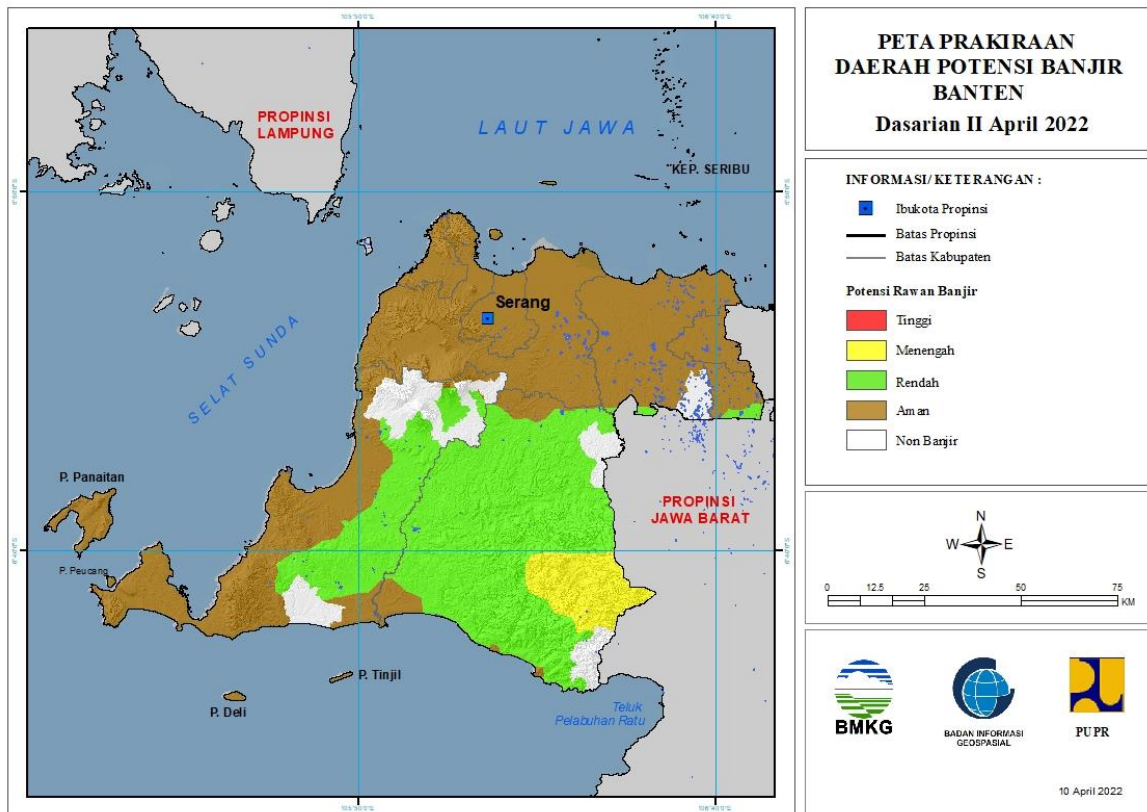 PETA PRAKIRAAN
DAERAH POTENSI BANJIR
BANTEN
Dasarian II April 2022
INFORMASI/ KETERANGAN :
Ibukota Propinsi
Batas Propinsi
Batas Kabupaten
Potensi Rawan Banjir
Tinggi
Menengah
Rendah
Aman
Non Banjir
N
W E
S
0 12.5 25 50 75
KM
BMKG
BADAN INFORMASI
GEOSPASIAL
PUPR
10 April 2022
PROPINSI
LAMPUNG
LAUT JAWA
KEP. SERIBU
Serang
SELAT SUNDA
P. Panaitan
P. Peucang
PROPINSI
JAWA BARAT
P. Tinjil
P. Deli
Teluk
Pelabuhan Ratu